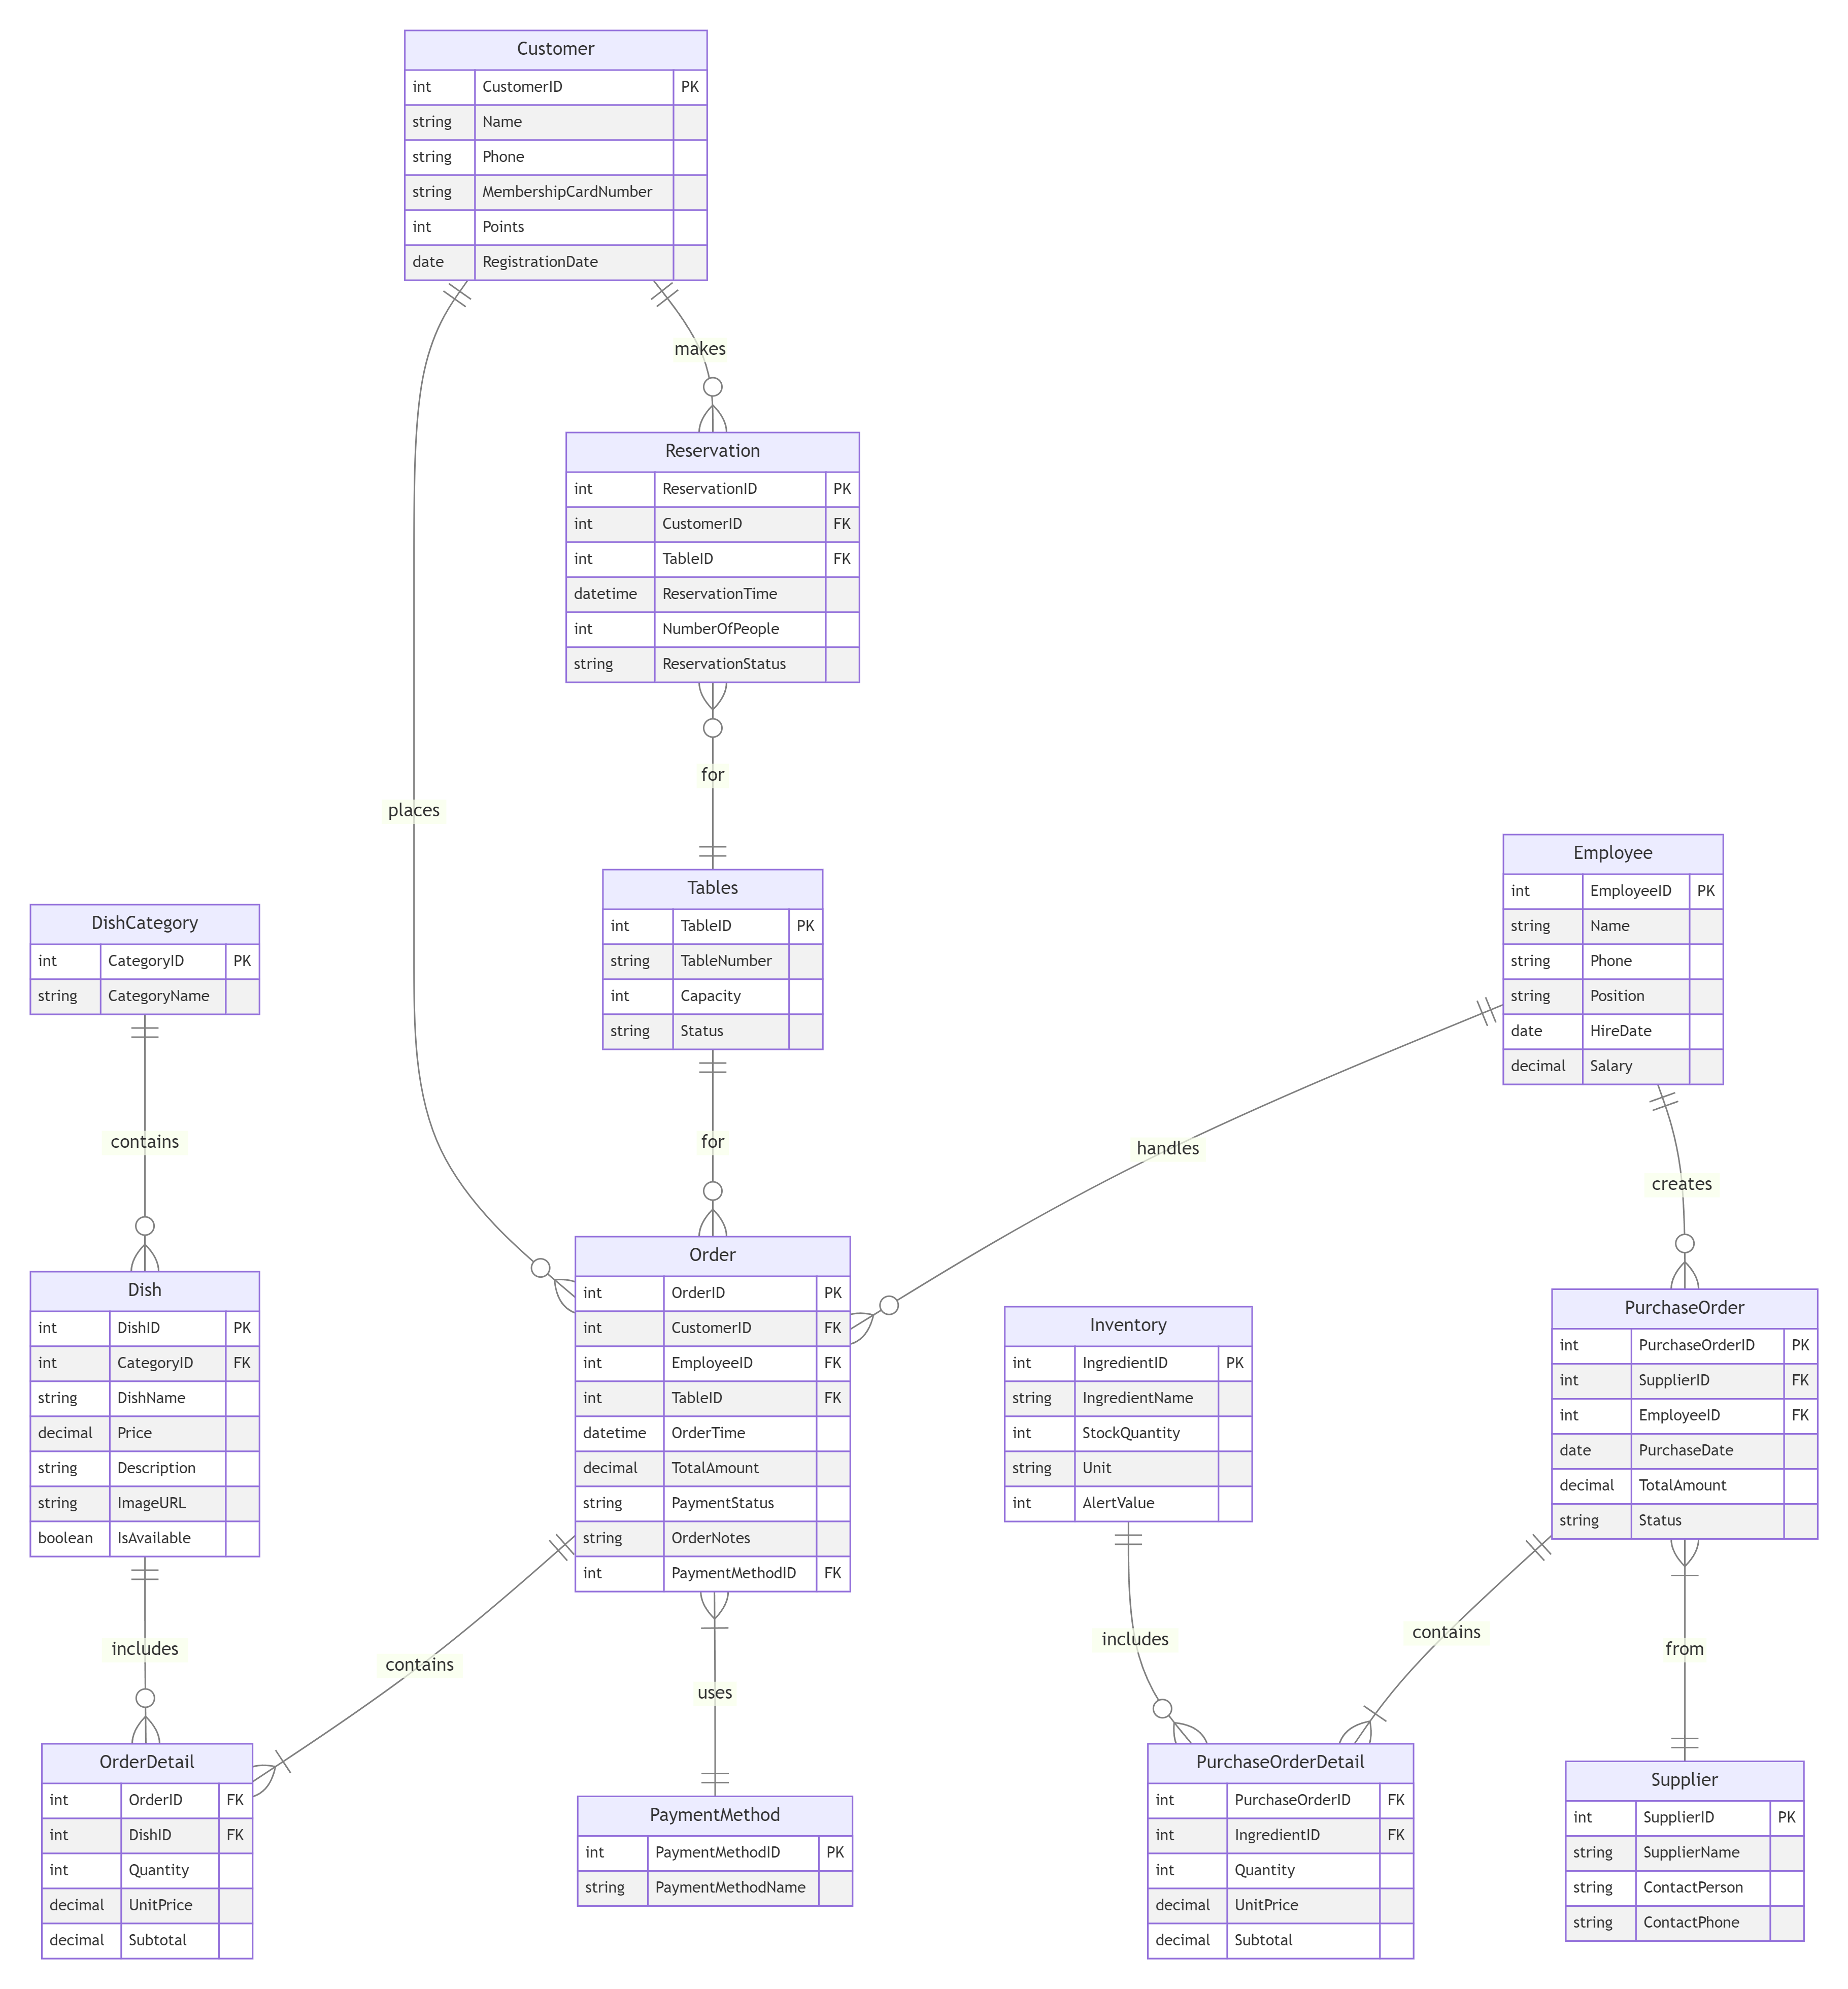 Customer
int CustomerID PK
string Name
string Phone
string MembershipCardNumber
int Points
date RegistrationDate
makes
Reservation
int ReservationID PK
int CustomerID FK
int TableID FK
datetime ReservationTime
int NumberOfPeople
string ReservationStatus
for
places
Tables
int TableID PK
string TableNumber
int Capacity
string Status
Employee
int EmployeeID PK
string Name
string Phone
string Position
date HireDate
decimal Salary
DishCategory
int CategoryID PK
string CategoryName
contains
for
handles
creates
Dish
int DishID PK
int CategoryID FK
string DishName
decimal Price
string Description
string ImageURL
boolean IsAvailable
Order
int OrderID PK
int CustomerID FK
int EmployeeID FK
int TableID FK
datetime OrderTime
decimal TotalAmount
string PaymentStatus
string OrderNotes
int PaymentMethodID FK
Inventory
int IngredientID PK
string IngredientName
int StockQuantity
string Unit
int AlertValue
PurchaseOrder
int PurchaseOrderID PK
int SupplierID FK
int EmployeeID FK
date PurchaseDate
decimal TotalAmount
string Status
includes
contains
uses
includes
contains
from
OrderDetail
int OrderID FK
int DishID FK
int Quantity
decimal UnitPrice
decimal Subtotal
PaymentMethod
int PaymentMethodID PK
string PaymentMethodName
PurchaseOrderDetail
int PurchaseOrderID FK
int IngredientID FK
int Quantity
decimal UnitPrice
decimal Subtotal
Supplier
int SupplierID PK
string SupplierName
string ContactPerson
string ContactPhone